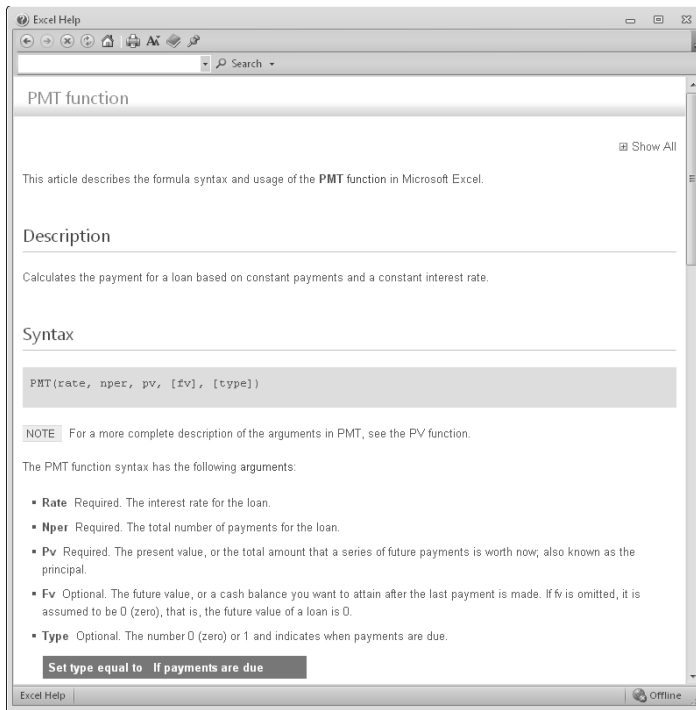 Excel Help
Search
PMT function
Show All
This article describes the formula syntax and usage of the PMT function in Microsoft Excel.
Description
Calculates the payment for a loan based on constant payments and a constant interest rate.
Syntax
PMT(rate, nper, pv, [fv], [type])
NOTE For a more complete description of the arguments in PMT, see the PV function.
The PMT function syntax has the following arguments:
▪ Rate Required. The interest rate for the loan.
▪ Nper Required. The total number of payments for the loan.
▪ Pv Required. The present value, or the total amount that a series of future payments is worth now; also known as the
principal.
▪ Fv Optional. The future value, or a cash balance you want to attain after the last payment is made. If fv is omitted, it is
assumed to be 0 (zero), that is, the future value of a loan is 0.
▪ Type Optional. The number 0 (zero) or 1 and indicates when payments are due.
Set type equal to If payments are due
Excel Help Offline